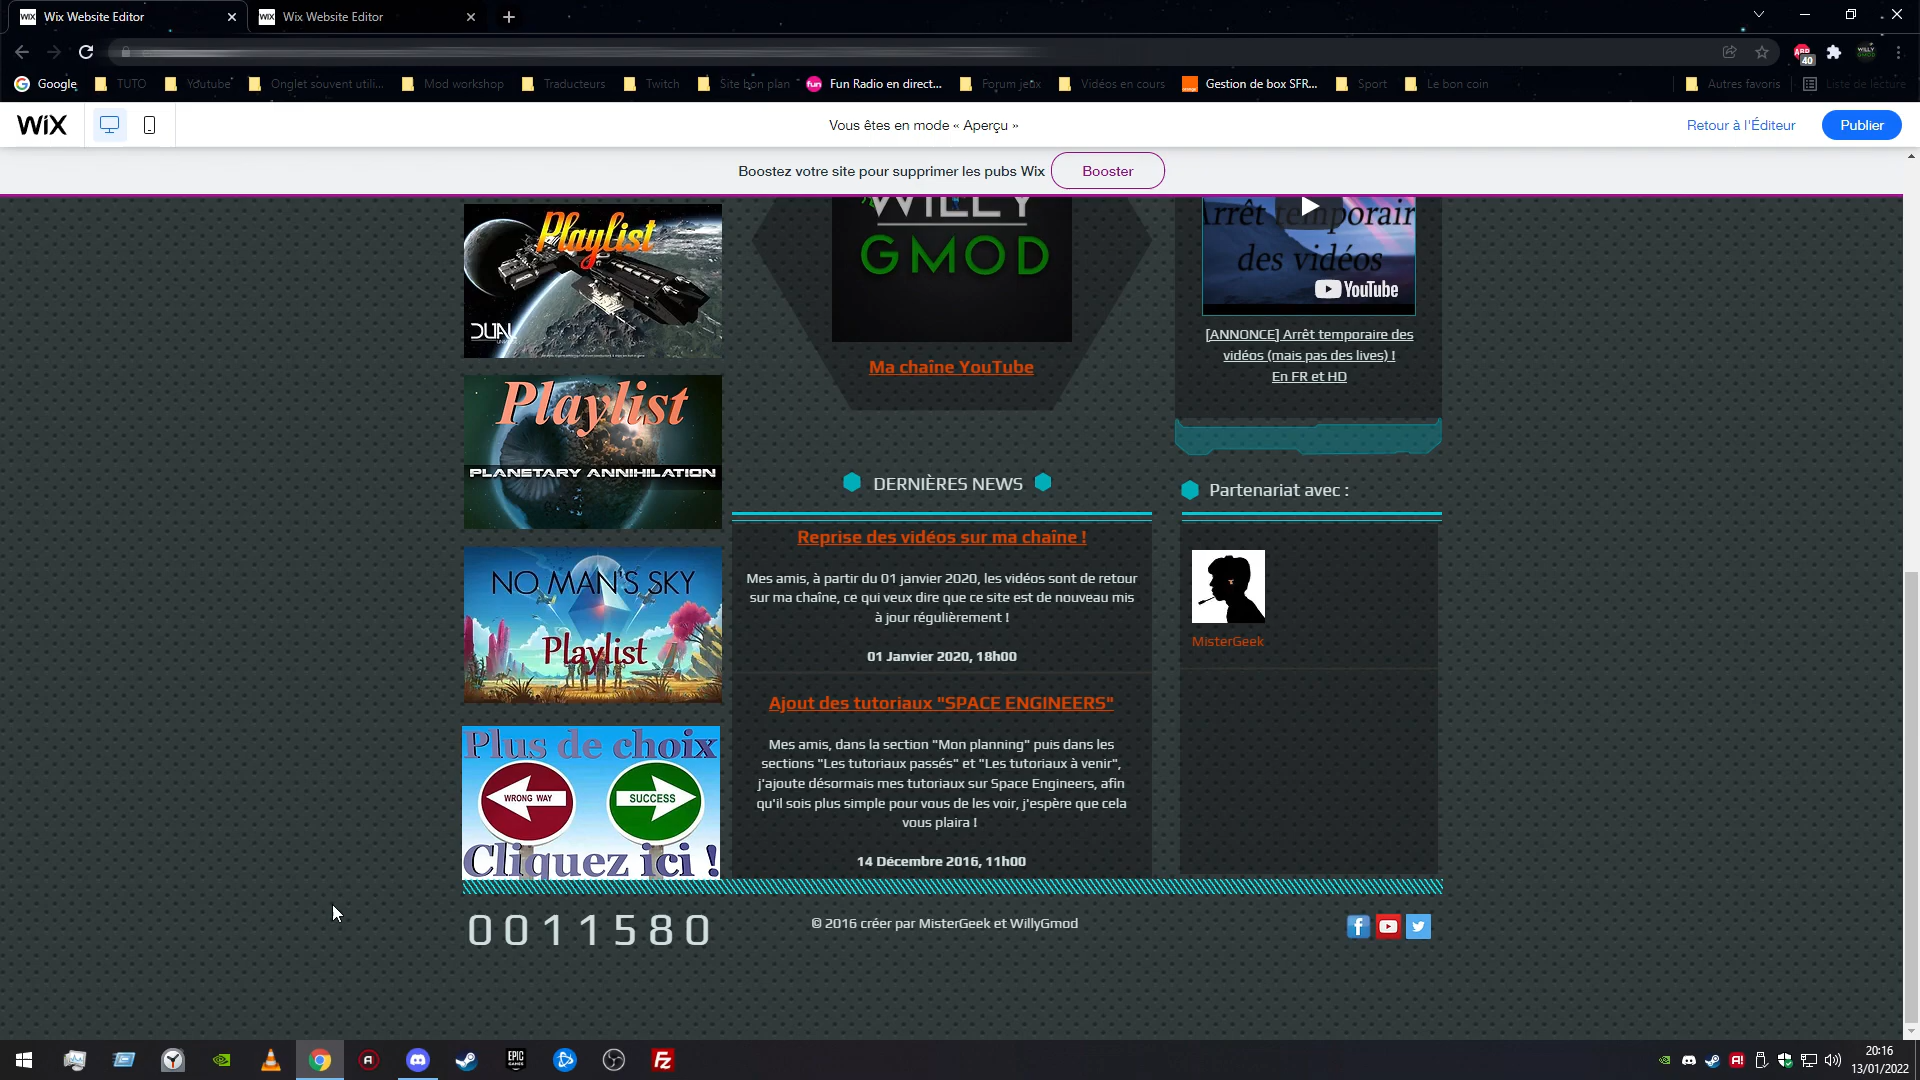 Wix Website Editor
Wix Website Editor
Google
TUTO
Youtube
Onglet souvent utili...
Mod workshop
Traducteurs
Twitch
Site bon plan
Fun Radio en direct...
Forum jeux
Vidéos en cours
Gestion de box SFR...
Sport
Le bon coin
Autres favoris
Liste de lecture
WiX
Vous êtes en mode « Aperçu »
Retour à l'Éditeur
Publier
Boostez votre site pour supprimer les pubs Wix
Booster
Playlist
DUAL
WILLY
GMOD
Ma chaîne YouTube
Arrêt temporair
des vidéos
YouTube
[ANNONCE] Arrêt temporaire des
vidéos (mais pas des lives) !
En FR et HD
Playlist
PLANETARY ANNIHILATION
NO MAN'S SKY
Playlist
Plus de choix
WRONG WAY
SUCCESS
Cliquez ici !
DERNIÈRES NEWS
Reprise des vidéos sur ma chaîne !
Mes amis, à partir du 01 janvier 2020, les vidéos sont de retour
sur ma chaîne, ce qui veux dire que ce site est de nouveau mis
à jour régulièrement !
01 Janvier 2020, 18h00
Ajout des tutoriaux "SPACE ENGINEERS"
Mes amis, dans la section "Mon planning" puis dans les
sections "Les tutoriaux passés" et "Les tutoriaux à venir",
j'ajoute désormais mes tutoriaux sur Space Engineers, afin
qu'il sois plus simple pour vous de les voir, j'espère que cela
vous plaira !
14 Décembre 2016, 11h00
Partenariat avec :
MisterGeek
0011580
© 2016 créer par MisterGeek et WillyGmod
20:16
13/01/2022